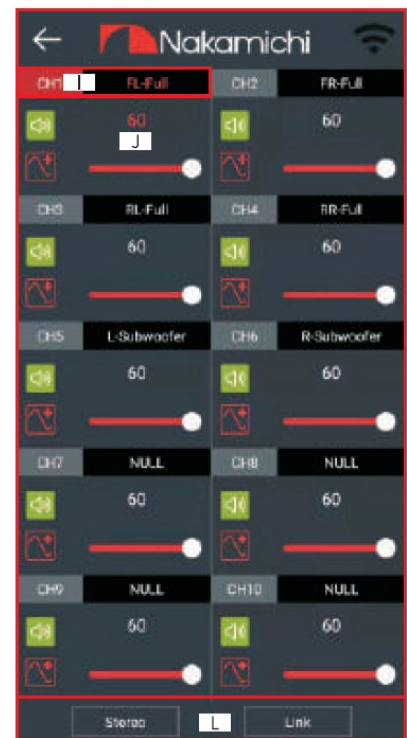 Nakamichi
CH1 I FL-Full CH2 FR-Full
60 60
J
CH3 RL-Full CH4 RR-Full
60 60
CH5 L-Subwoofer CH6 R-Subwoofer
60 60
CH7 NULL CH8 NULL
60 60
CH9 NULL CH10 NULL
60 60
Stereo L Link